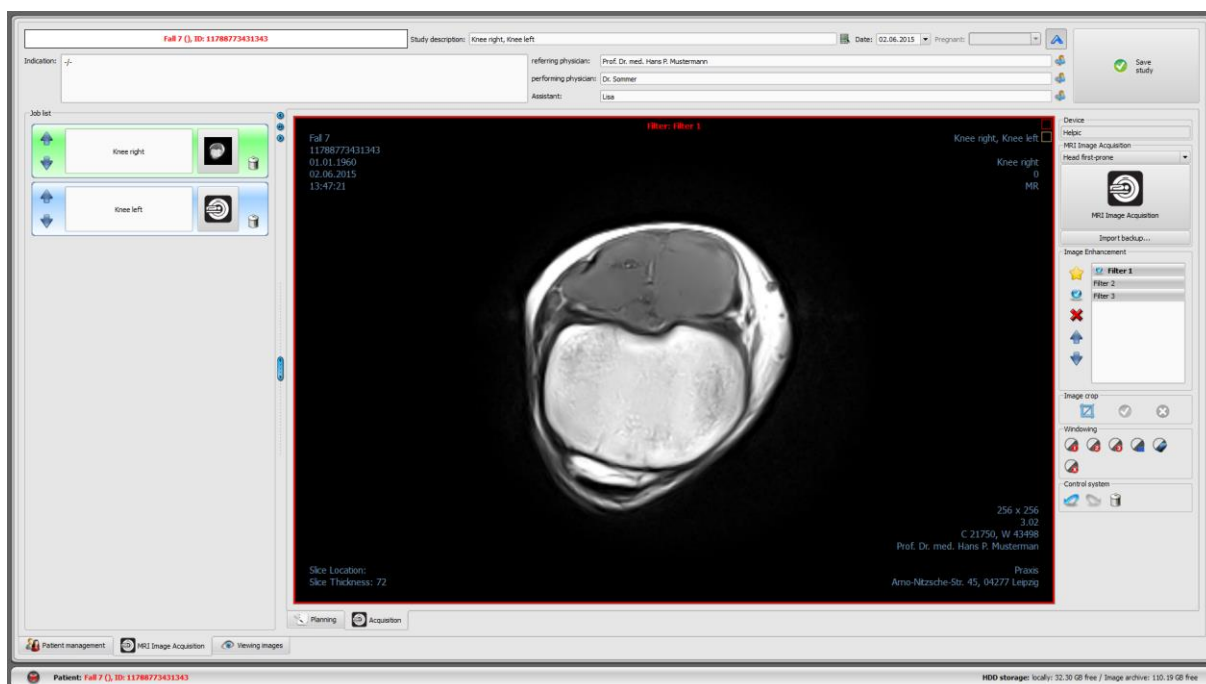 Fall 7 (), ID: 11788773431343
Study description: Knee right, Knee left
Date: 02.06.2015 Pregnant:
Save study
Indication: -/-
referring physician: Prof. Dr. med. Hans P. Mustermann
performing physician: Dr. Sommer
Assistant: Lisa
Job list
Knee right
Knee left
Filter: Filter 1
Fall 7
11788773431343
01.01.1960
02.06.2015
13:47:21
Knee right, Knee left
Knee right
0
MR
256 x 256
3.02
C 21750, W 43498
Prof. Dr. med. Hans P. Musterman
Slice Location:
Slice Thickness: 72
Praxis
Arno-Nitzsche-Str. 45, 04277 Leipzig
Device
Helpic
MRI Image Acquisition
Head first-prone
MRI Image Acquisition
Import backup...
Image Enhancement
Filter 1
Filter 2
Filter 3
Image crop
Windowing
Control system
Planning
Acquisition
Patient management
MRI Image Acquisition
Viewing images
Patient: Fall 7 (), ID: 11788773431343
HDD storage: locally: 32.30 GB free / Image archive: 110.19 GB free